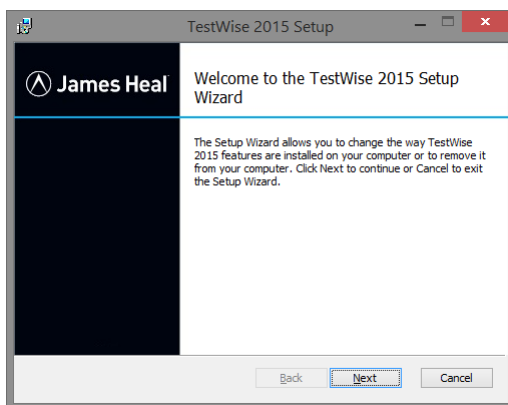 TestWise 2015 Setup
James Heal
Welcome to the TestWise 2015 Setup
Wizard
The Setup Wizard allows you to change the way TestWise
2015 features are installed on your computer or to remove it
from your computer. Click Next to continue or Cancel to exit
the Setup Wizard.
Back
Next
Cancel